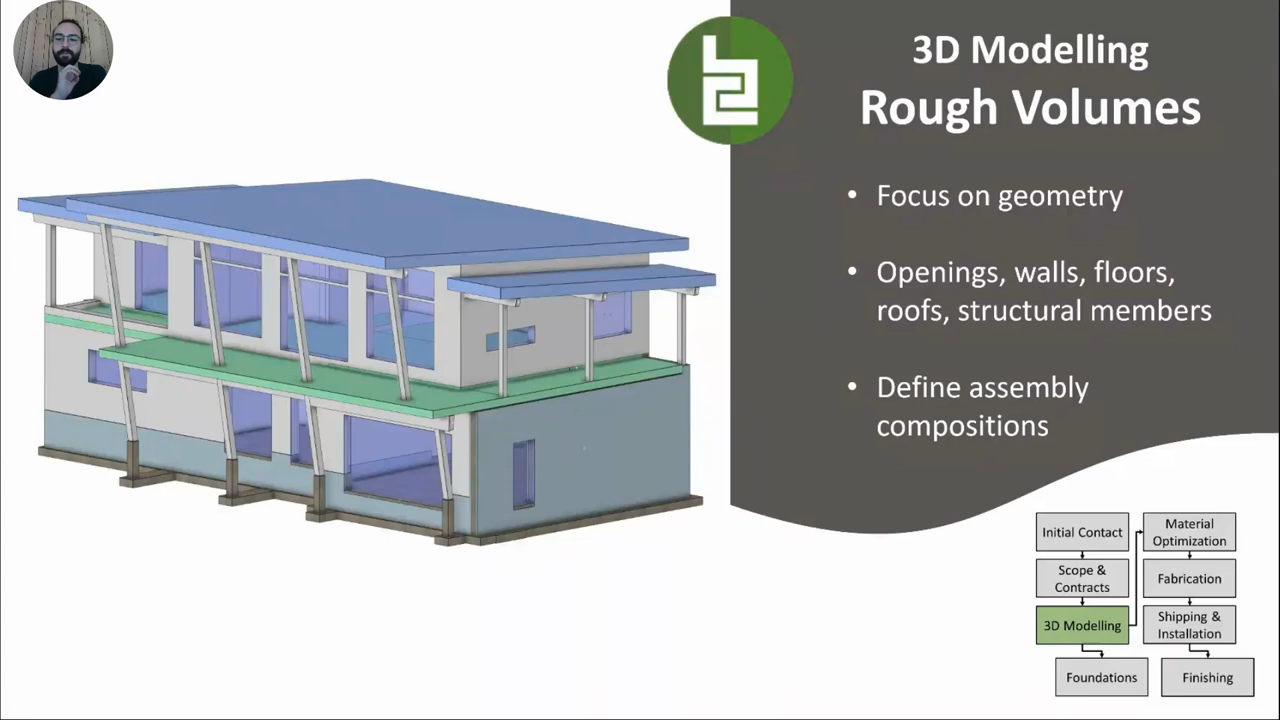 3D Modelling
Rough Volumes
• Focus on geometry
• Openings, walls, floors,
roofs, structural members
• Define assembly
compositions
Initial Contact
Scope &
Contracts
3D Modelling
Foundations
Material
Optimization
Fabrication
Shipping &
Installation
Finishing